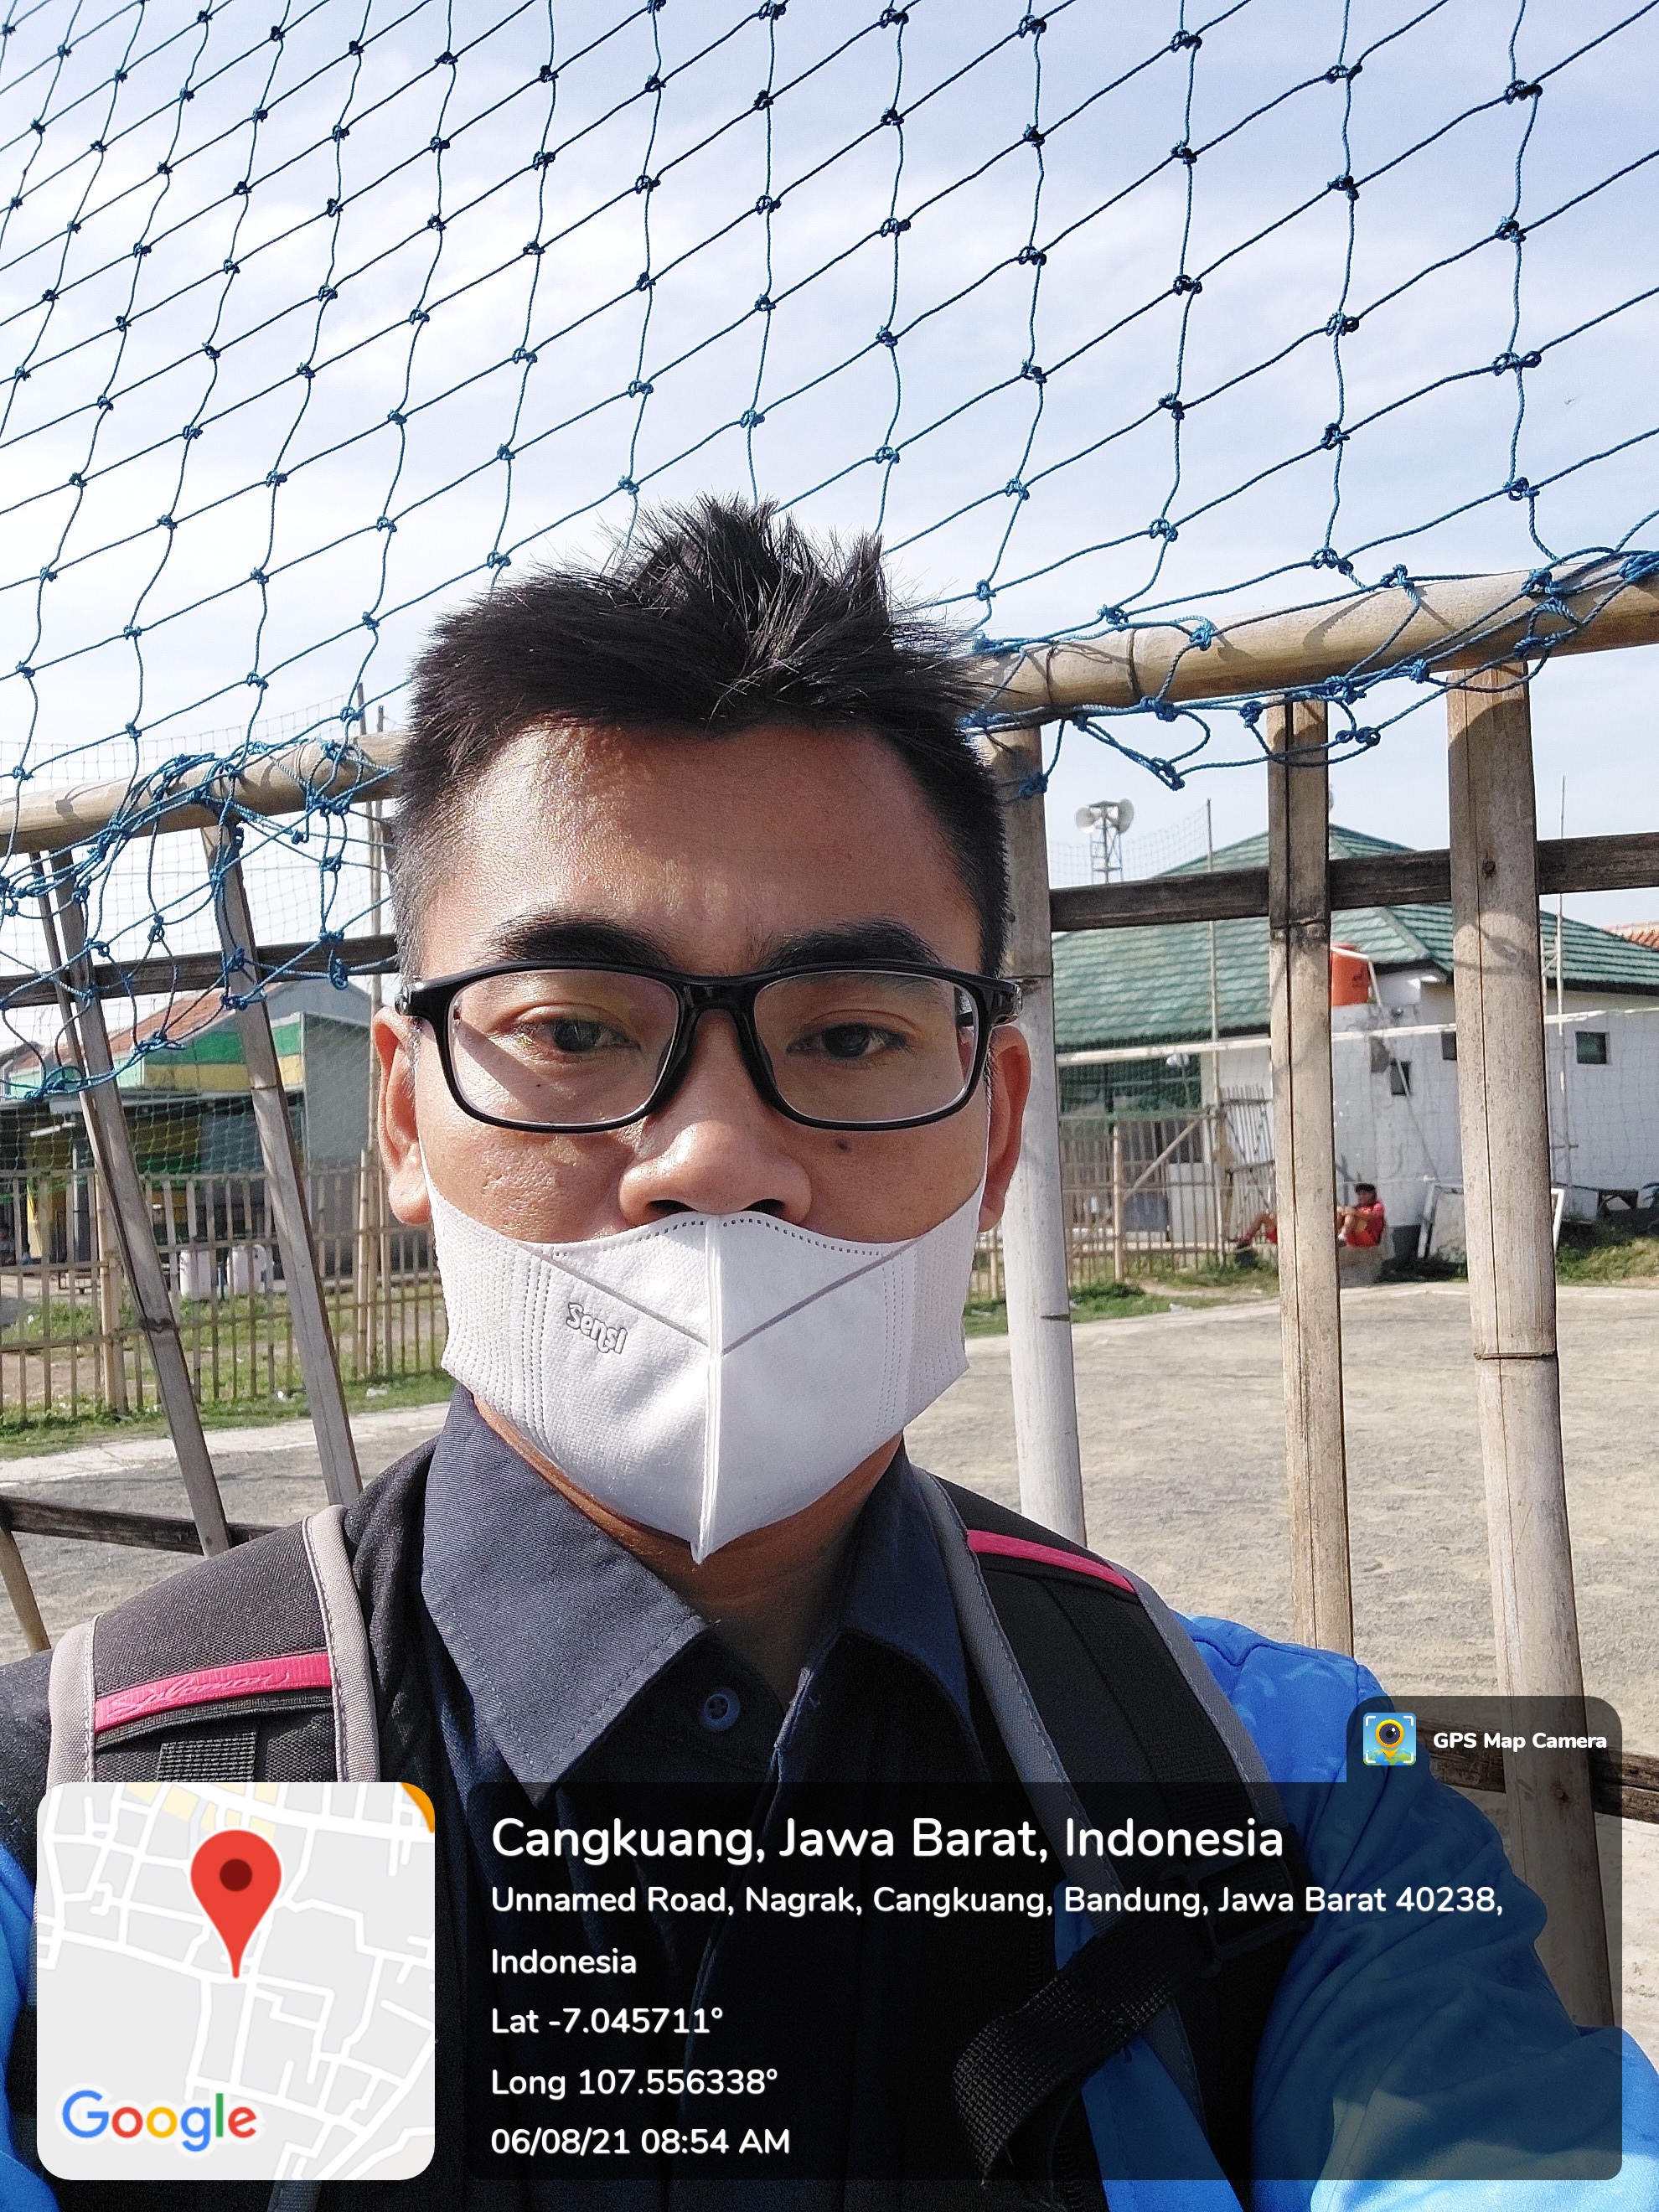 Sensi
Solomon
GPS Map Camera
Cangkuang, Jawa Barat, Indonesia
Unnamed Road, Nagrak, Cangkuang, Bandung, Jawa Barat 40238,
Indonesia
Lat -7.045711°
Long 107.556338°
06/08/21 08:54 AM
Google